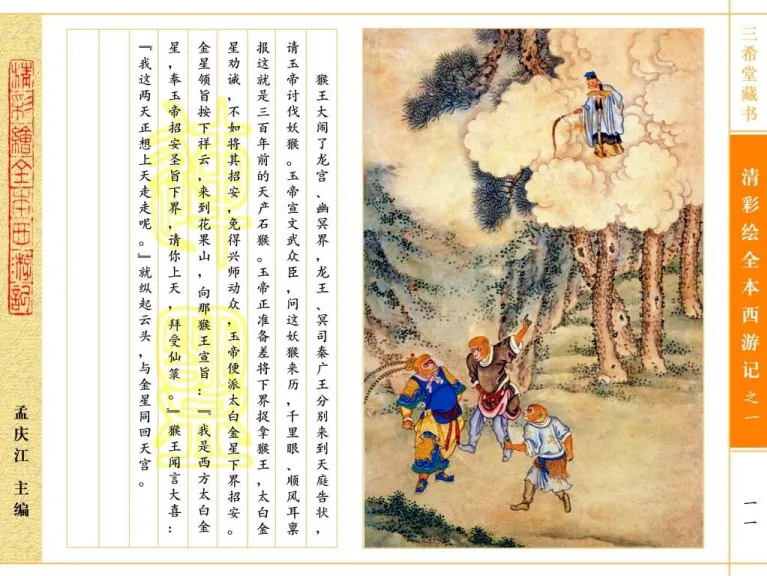 三希堂藏书
清彩绘全本西游记之一
一一
猴王大闹了龙宫、幽冥界，龙王、冥司秦广王分别来到天庭告状，
请玉帝讨伐妖猴。玉帝宣文武众臣，问这妖猴来历，千里眼、顺风耳禀
报这就是三百年前的天产石猴。玉帝正准备差将下界捉拿猴王，太白金
星劝诫，不如将其招安，免得兴师动众，玉帝便派太白金星下界招安。
金星领旨按下祥云，来到花果山，向那猴王宣旨：『我是西方太白金
星，奉玉帝招安圣旨下界，请你上天，拜受仙箓。』猴王闻言大喜：
『我这两天正想上天走走呢。』就纵起云头，与金星同回天宫。
清彩繪全本西游記
孟庆江 主编